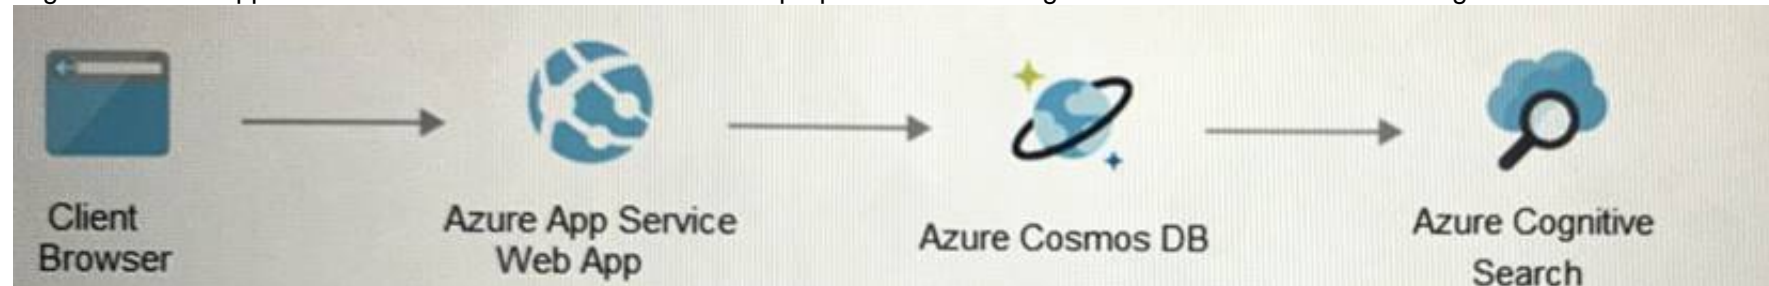 Client
Browser
Azure App Service
Web App
Azure Cosmos DB
Azure Cognitive
Search